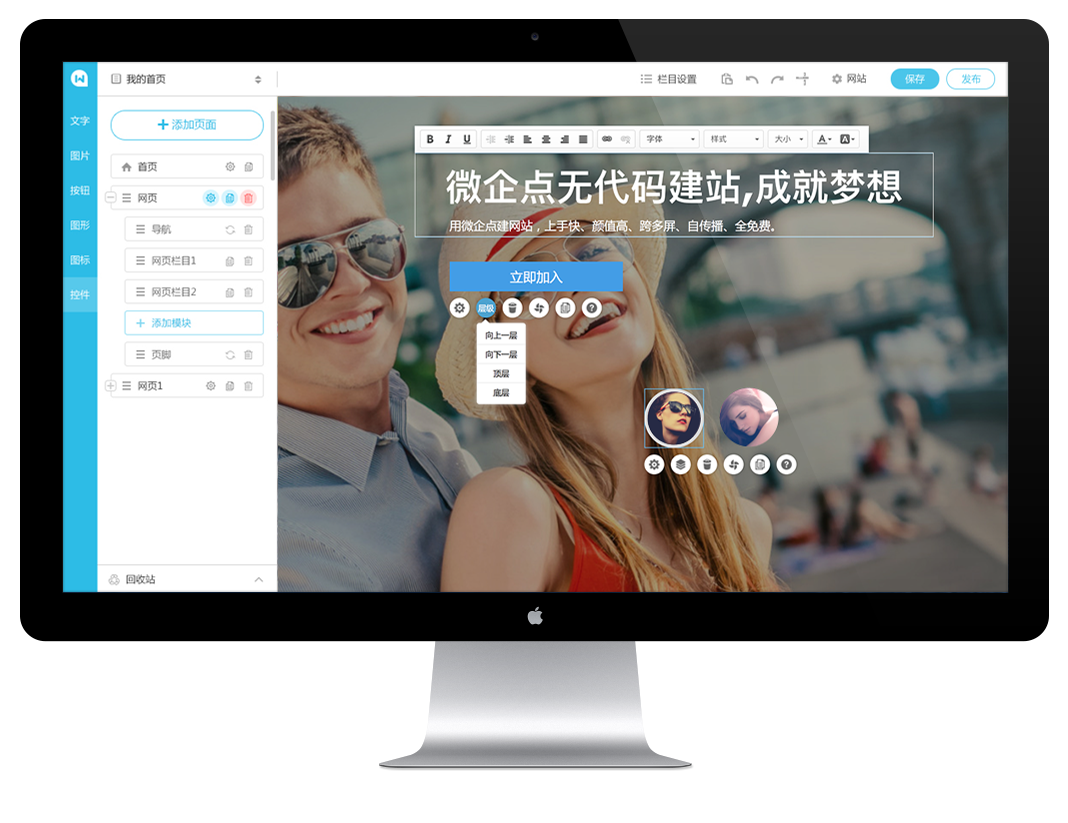 我的首页
栏目设置
网站
保存
发布
文字
图片
按钮
图形
图标
控件
添加页面
首页
网页
导航
网页栏目1
网页栏目2
添加模块
页脚
网页1
回收站
B I U
字体
样式
大小
A
A
微企点无代码建站,成就梦想
用微企点建网站，上手快、颜值高、跨多屏、自传播、全免费。
立即加入
层级
向上一层
向下一层
顶层
底层